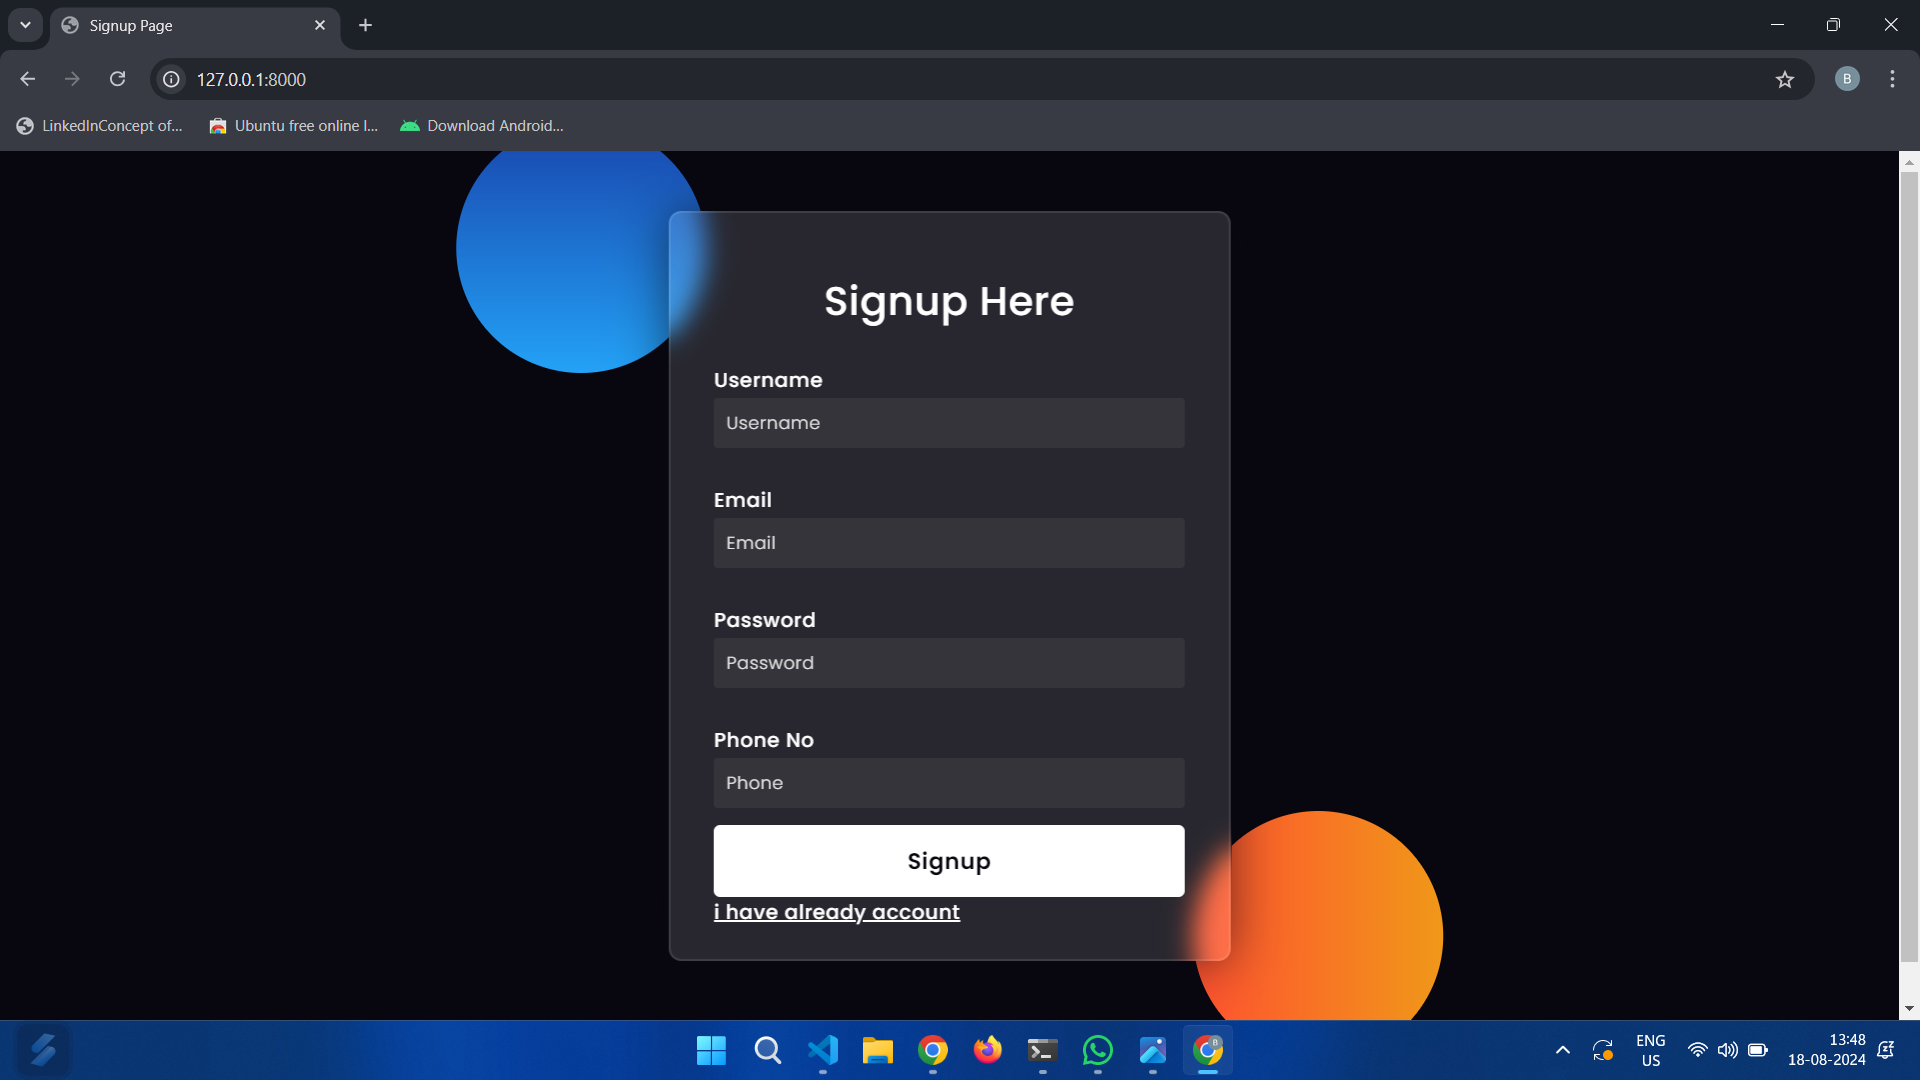 Signup Page
127.0.0.1:8000
LinkedInConcept of...
Ubuntu free online l...
Download Android...
B
Signup Here
Username
Username
Email
Email
Password
Password
Phone No
Phone
Signup
i have already account
B
ENG
US
13:48
18-08-2024